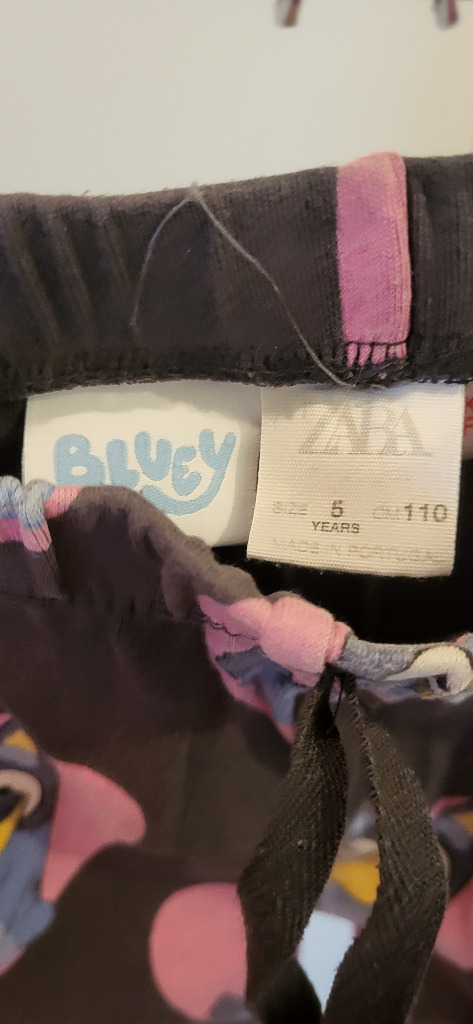 BLUEY
ZARA
SIZE 5 CM 110
YEARS
MADE IN PORTUGAL